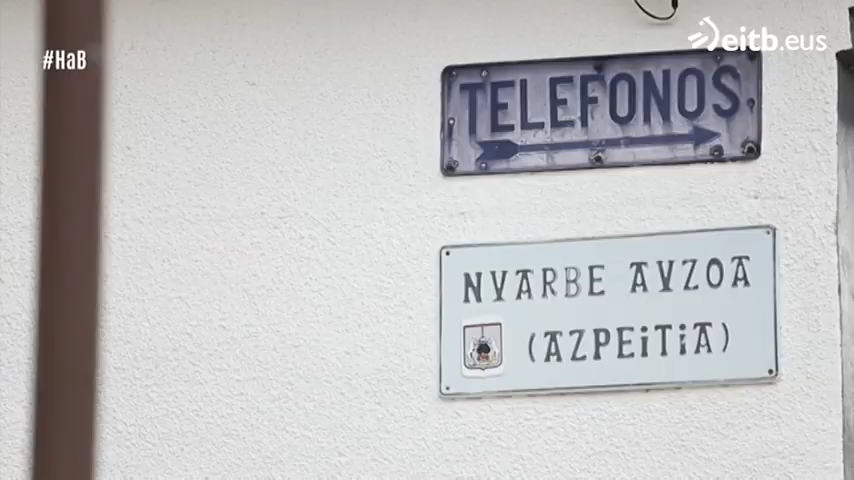 eitb.eus
#HaB
TELEFONOS
NVARBE AVZOA
(AZPEiTiA)